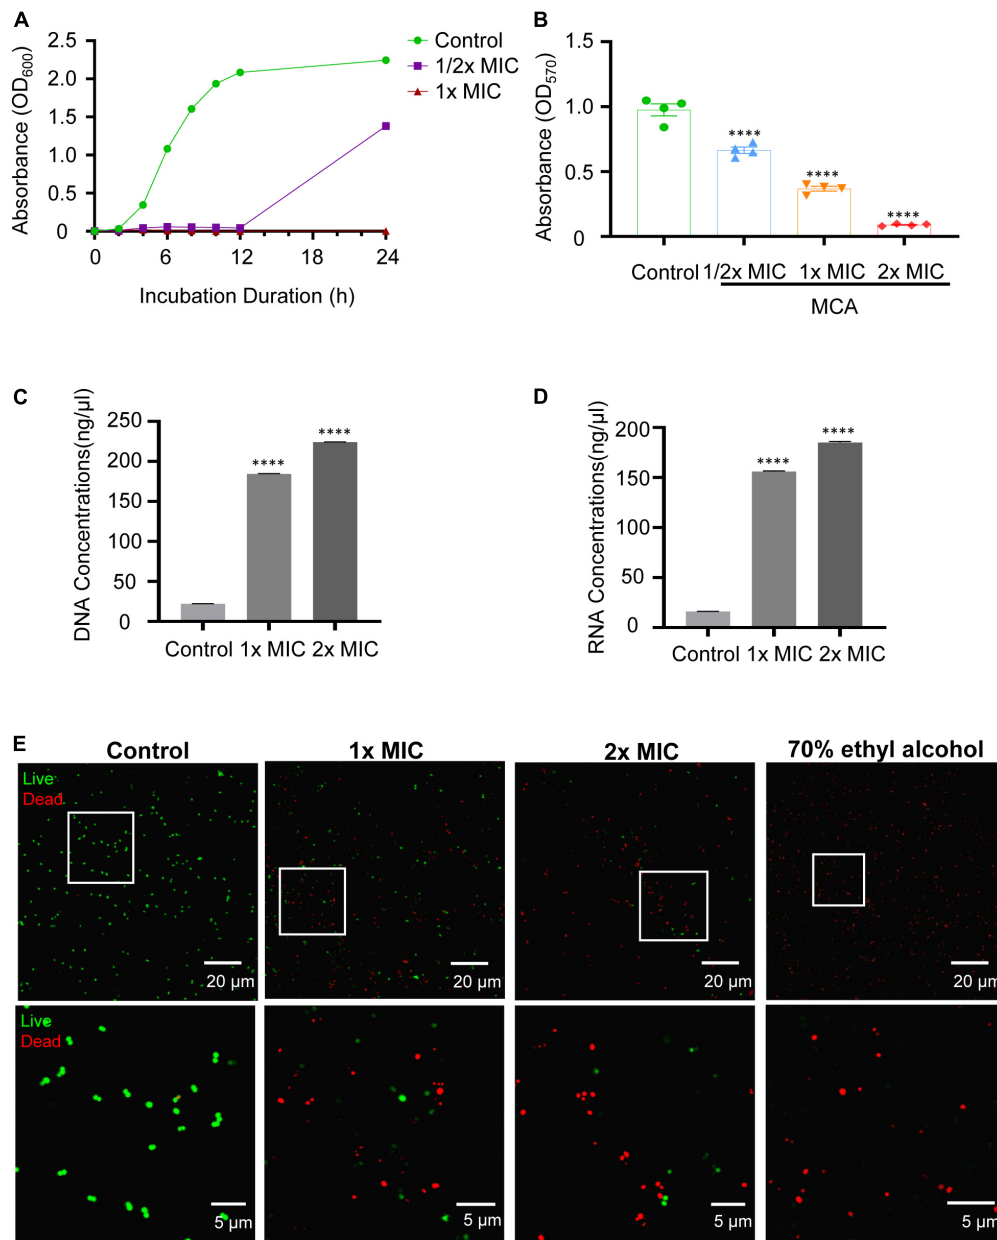 A
Absorbance (OD600)
2.5
2.0
1.5
1.0
0.5
0
0 6 12 18 24
Incubation Duration (h)
Control
1/2x MIC
1x MIC
B
Absorbance (OD570)
1.5
1.0
0.5
0
****
****
****
Control 1/2x MIC 1x MIC 2x MIC
MCA
C
DNA Concentrations(ng/µl)
250
200
150
100
50
0
****
****
Control 1x MIC 2x MIC
D
RNA Concentrations(ng/µl)
200
150
100
50
0
****
****
Control 1x MIC 2x MIC
E
Control 1x MIC 2x MIC 70% ethyl alcohol
Live
Dead
20 µm 20 µm 20 µm 20 µm
Live
Dead
5 µm 5 µm 5 µm 5 µm